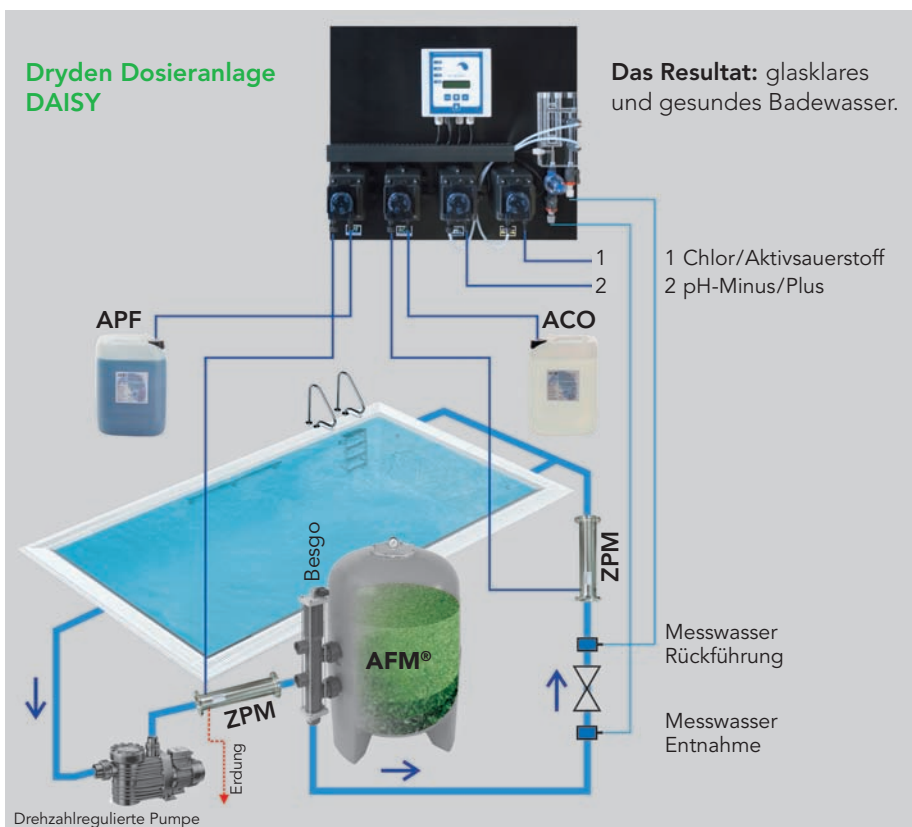 Dryden Dosieranlage
DAISY
Das Resultat: glasklares
und gesundes Badewasser.
1
2
1 Chlor/Aktivsauerstoff
2 pH-Minus/Plus
APF
ACO
Besgo
ZPM
AFM®
Messwasser
Rückführung
ZPM
Messwasser
Entnahme
Erdung
Drehzahlregulierte Pumpe